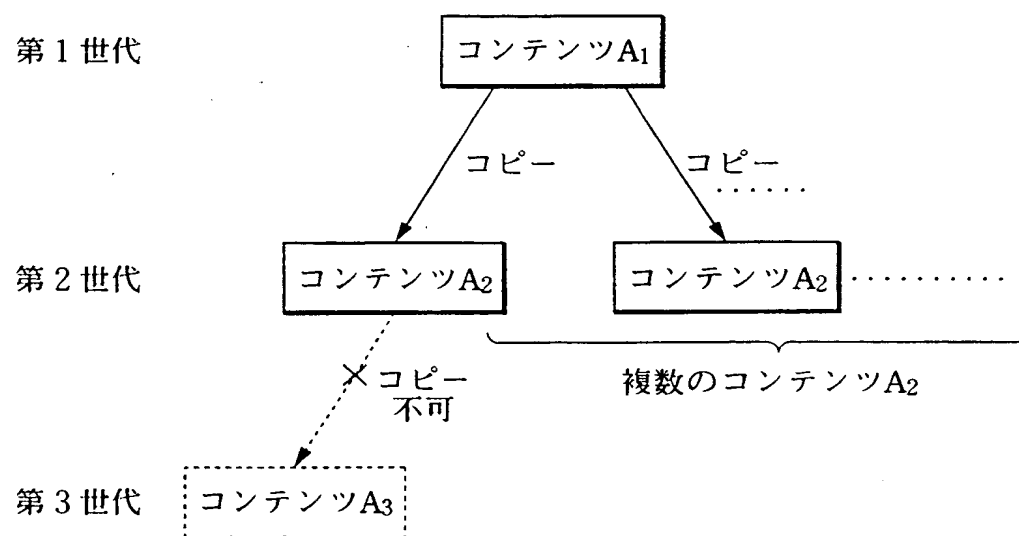 第1世代
コンテンツA1
コピー
コピー
......
第2世代
コンテンツA2
コンテンツA2 ..........
コピー
不可
複数のコンテンツA2
第3世代
コンテンツA3